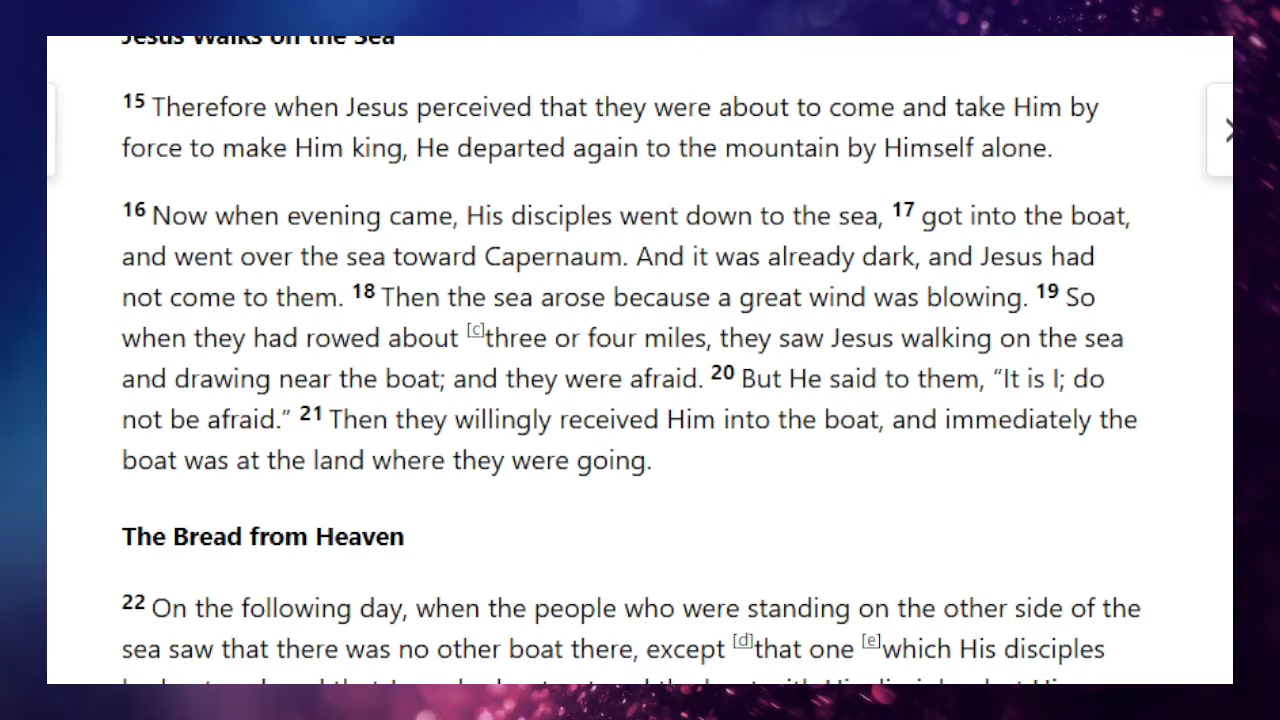 Jesus Walks on the Sea
15 Therefore when Jesus perceived that they were about to come and take Him by
force to make Him king, He departed again to the mountain by Himself alone.
16 Now when evening came, His disciples went down to the sea, 17 got into the boat,
and went over the sea toward Capernaum. And it was already dark, and Jesus had
not come to them. 18 Then the sea arose because a great wind was blowing. 19 So
when they had rowed about [c]three or four miles, they saw Jesus walking on the sea
and drawing near the boat; and they were afraid. 20 But He said to them, “It is I; do
not be afraid.” 21 Then they willingly received Him into the boat, and immediately the
boat was at the land where they were going.
The Bread from Heaven
22 On the following day, when the people who were standing on the other side of the
sea saw that there was no other boat there, except [d]that one [e]which His disciples